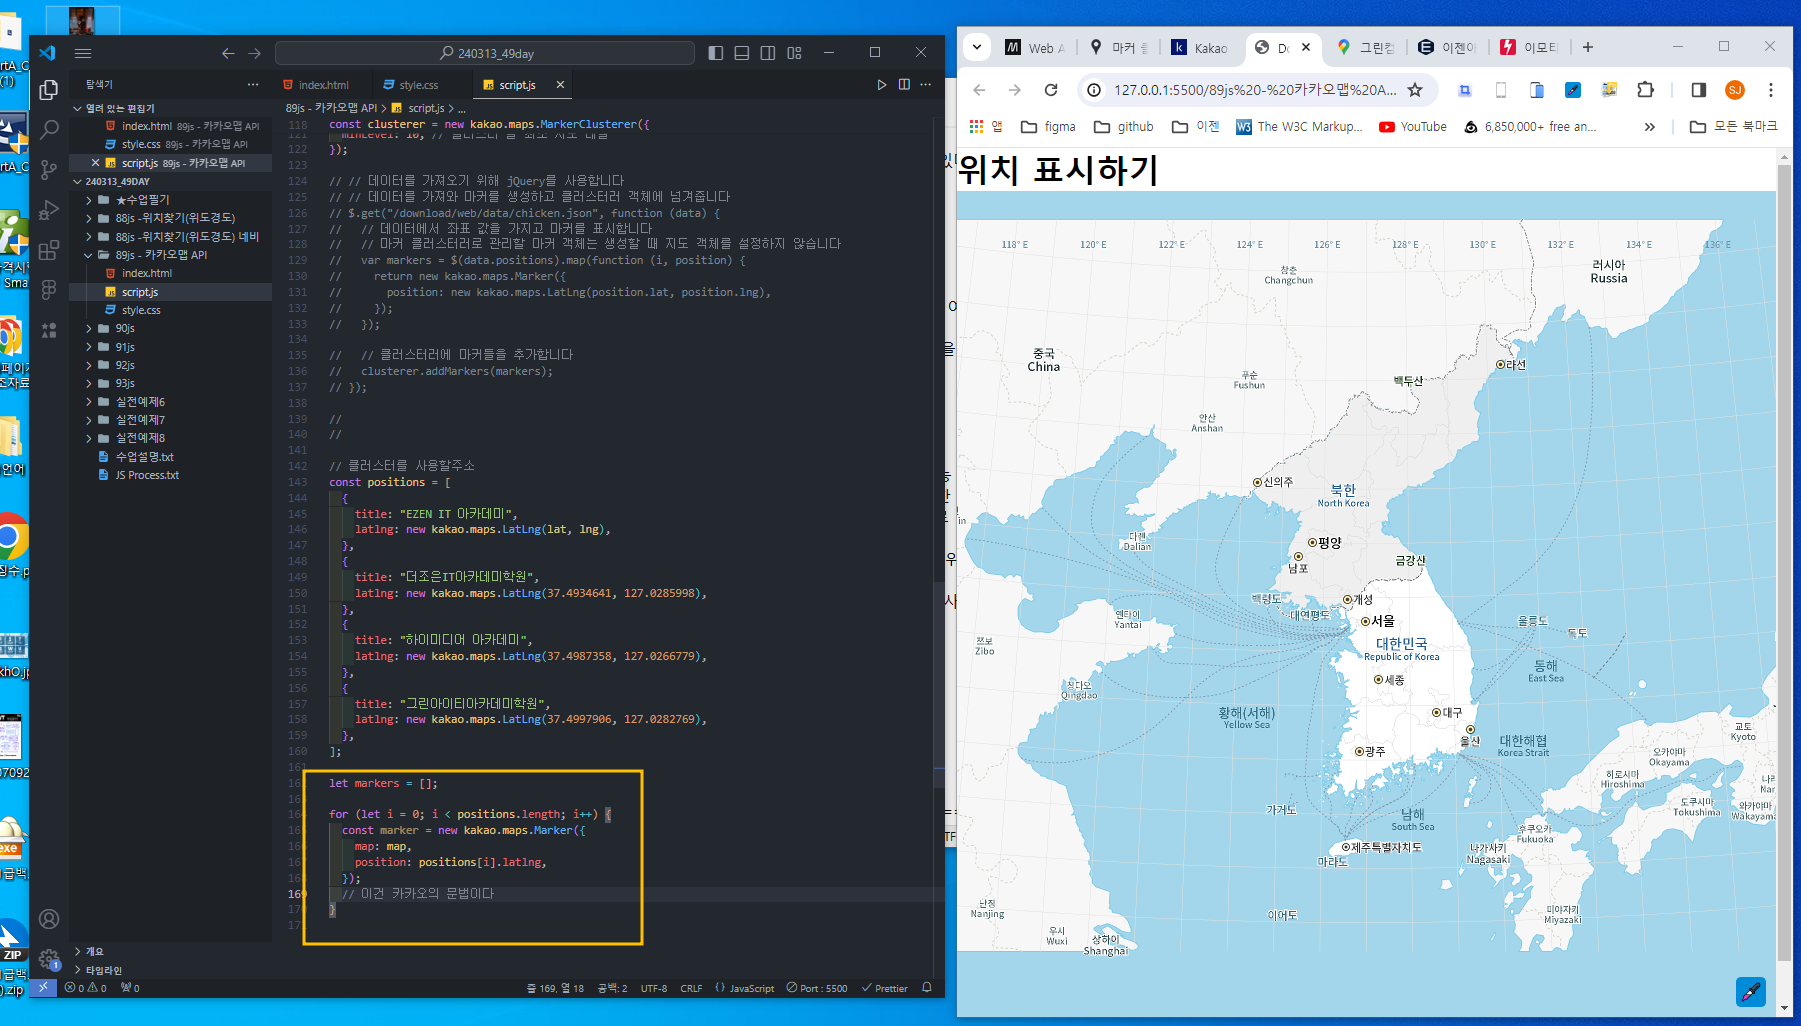 240313_49day
탐색기
열려 있는 편집기
index.html 89js - 카카오맵 API
style.css 89js - 카카오맵 API
script.js 89js - 카카오맵 API
240313_49DAY
★수업필기
88js -위치찾기(위도경도)
88js -위치찾기(위도경도) 네비
89js - 카카오맵 API
index.html
script.js
style.css
90js
91js
92js
93js
실전예제6
실전예제7
실전예제8
수업설명.txt
JS Process.txt
개요
타임라인
index.html
style.css
script.js
89js - 카카오맵 API > script.js > ...
118 const clusterer = new kakao.maps.MarkerClusterer({
122 });
123
124 // // 데이터를 가져오기 위해 jQuery를 사용합니다
125 // // 데이터를 가져와 마커를 생성하고 클러스터러 객체에 넘겨줍니다
126 // $.get("/download/web/data/chicken.json", function (data) {
127 //   // 데이터에서 좌표 값을 가지고 마커를 표시합니다
128 //   // 마커 클러스터러로 관리할 마커 객체는 생성할 때 지도 객체를 설정하지 않습니다
129 //   var markers = $(data.positions).map(function (i, position) {
130 //     return new kakao.maps.Marker({
131 //       position: new kakao.maps.LatLng(position.lat, position.lng),
132 //     });
133 //   });
134
135 //   // 클러스터러에 마커들을 추가합니다
136 //   clusterer.addMarkers(markers);
137 // });
138
139 //
140 //
141
142 // 클러스터를 사용할주소
143 const positions = [
144   {
145     title: "EZEN IT 아카데미",
146     latlng: new kakao.maps.LatLng(lat, lng),
147   },
148   {
149     title: "더조은IT아카데미학원",
150     latlng: new kakao.maps.LatLng(37.4934641, 127.0285998),
151   },
152   {
153     title: "하이미디어 아카데미",
154     latlng: new kakao.maps.LatLng(37.4987358, 127.0266779),
155   },
156   {
157     title: "그린아이티아카데미학원",
158     latlng: new kakao.maps.LatLng(37.4997906, 127.0282769),
159   },
160 ];
let markers = [];
for (let i = 0; i < positions.length; i++) {
const marker = new kakao.maps.Marker({
map: map,
position: positions[i].latlng,
});
169 // 이건 카카오의 문법이다
}
0 0 0
줄 169, 열 18 공백: 2 UTF-8 CRLF {} JavaScript Port : 5500 Prettier
Web A
마커
Kakao
Do
그린컴
이젠아
이모티
127.0.0.1:5500/89js%20-%20카카오맵%20A...
SJ
앱
figma
github
이젠
The W3C Markup...
YouTube
6,850,000+ free an...
모든 북마크
위치 표시하기
118° E 120° E 122° E 124° E 126° E 128° E 130° E 132° E 134° E 136° E
러시아
Russia
창춘
Changchun
중국
China
라선
푸순
Fushun
백두산
안산
Anshan
신의주
북한
North Korea
다롄
Dalian
평양
남포
금강산
개성
백령도
대연평도
서울
옌타이
Yantai
울릉도
독도
대한민국
Republic of Korea
쯔보
Zibo
동해
East Sea
세종
칭다오
Qingdao
황해(서해)
Yellow Sea
대구
울산
대한해협
Korea Strait
광주
교토
Kyoto
오카야마
Okayama
히로시마
Hiroshima
가거도
남해
South Sea
도쿠시마
Tokushima
와카야마
Wakayama
후쿠오카
Fukuoka
제주특별자치도
마라도
나가사키
Nagasaki
난징
Nanjing
이어도
미야자키
Miyazaki
우시
Wuxi
상하이
Shanghai